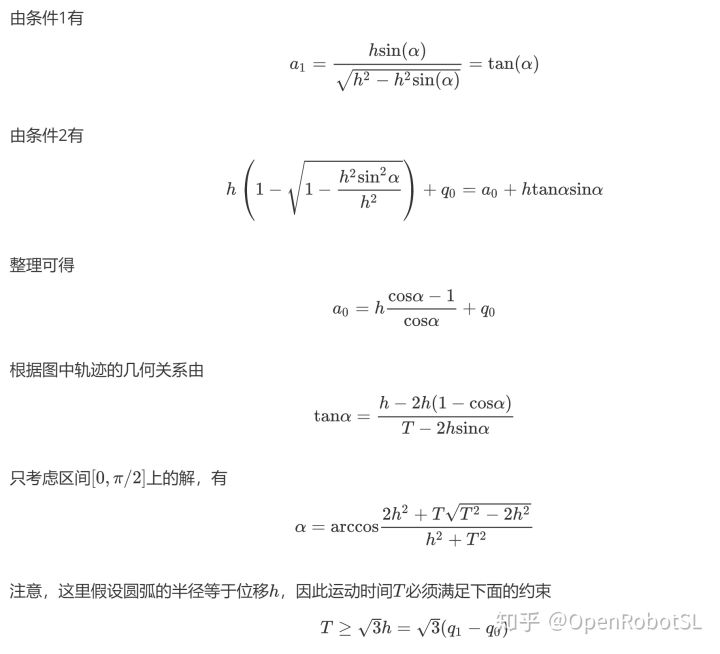 由条件1有
$$a_1 = \frac{h\sin(\alpha)}{\sqrt{h^2 - h^2\sin(\alpha)}} = \tan(\alpha)$$
由条件2有
$$h\left(1 - \sqrt{1 - \frac{h^2\sin^2\alpha}{h^2}}\right) + q_0 = a_0 + h\tan\alpha\sin\alpha$$
整理可得
$$a_0 = h\frac{\cos\alpha - 1}{\cos\alpha} + q_0$$
根据图中轨迹的几何关系由
$$\tan\alpha = \frac{h - 2h(1 - \cos\alpha)}{T - 2h\sin\alpha}$$
只考虑区间$[0, \pi/2]$上的解，有
$$\alpha = \arccos\frac{2h^2 + T\sqrt{T^2 - 2h^2}}{h^2 + T^2}$$
注意，这里假设圆弧的半径等于位移$h$，因此运动时间$T$必须满足下面的约束
$$T \geq \sqrt{3}h = \sqrt{3}(q_1 - q_0)$$
知乎 @OpenRobotSL